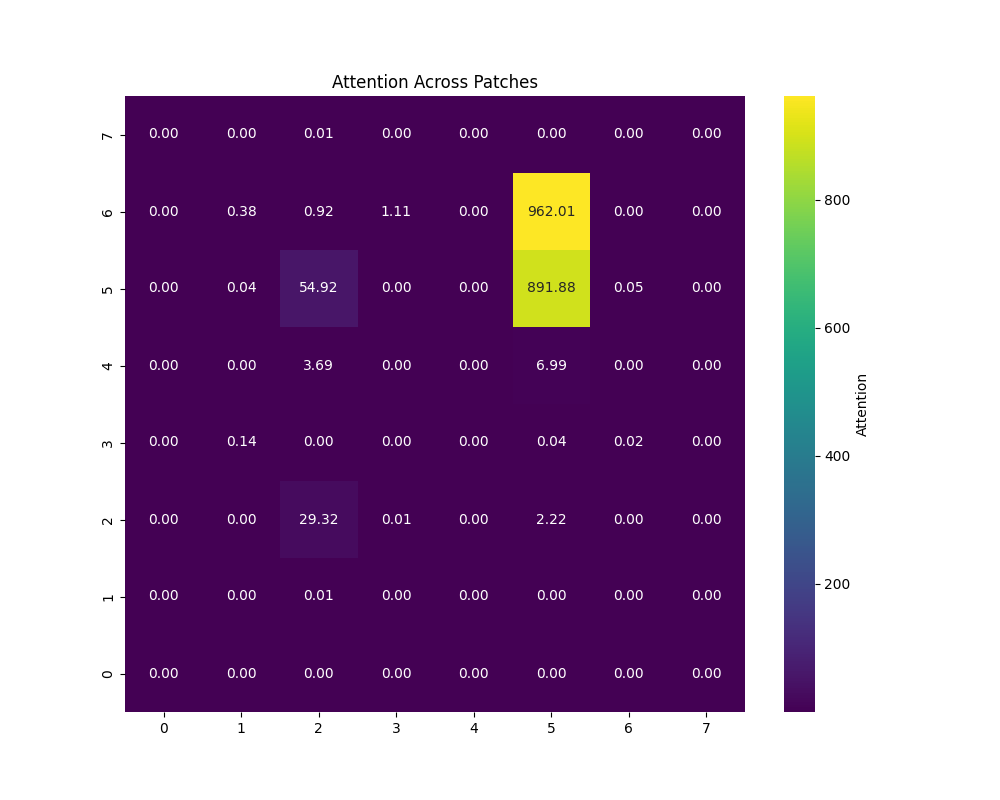 Attention Across Patches
7 0.00 0.00 0.01 0.00 0.00 0.00 0.00 0.00
6 0.00 0.38 0.92 1.11 0.00 962.01 0.00 0.00
5 0.00 0.04 54.92 0.00 0.00 891.88 0.05 0.00
4 0.00 0.00 3.69 0.00 0.00 6.99 0.00 0.00
3 0.00 0.14 0.00 0.00 0.00 0.04 0.02 0.00
2 0.00 0.00 29.32 0.01 0.00 2.22 0.00 0.00
1 0.00 0.00 0.01 0.00 0.00 0.00 0.00 0.00
0 0.00 0.00 0.00 0.00 0.00 0.00 0.00 0.00
0 1 2 3 4 5 6 7
800
600
400
200
Attention